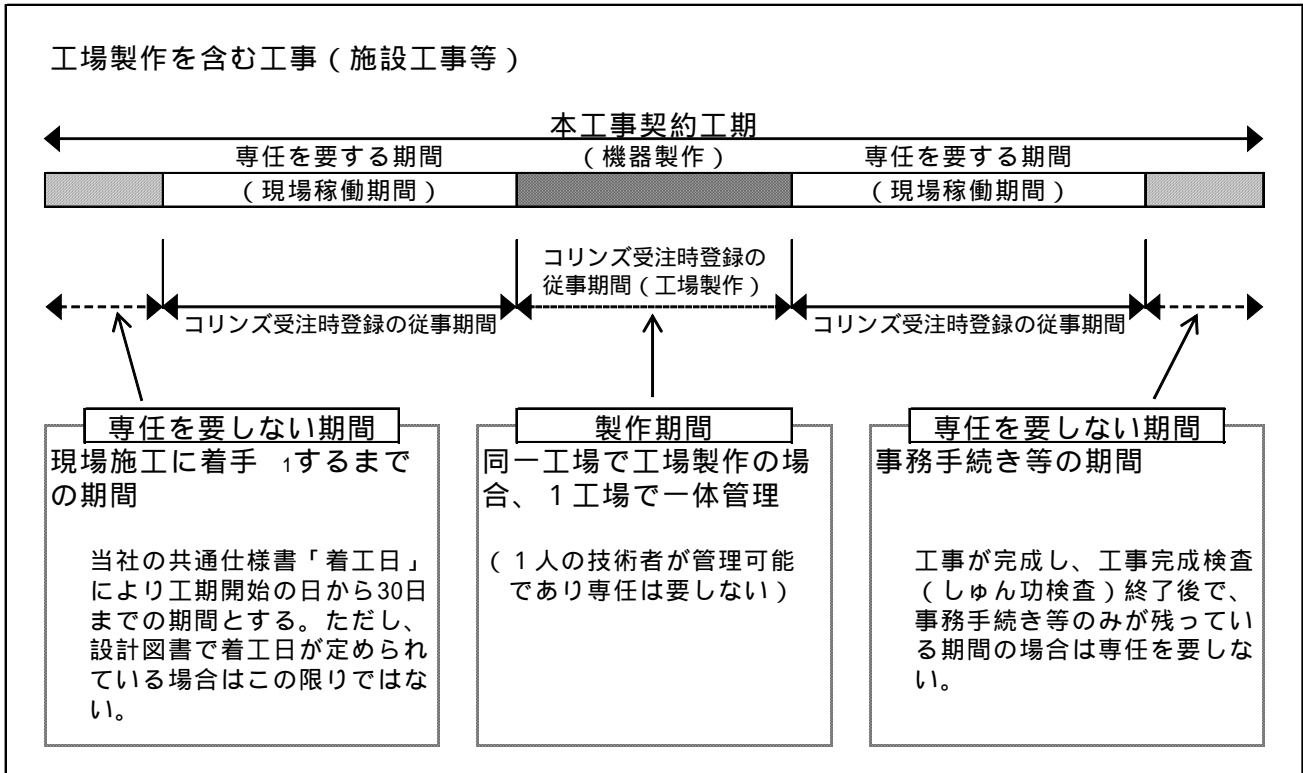 工場製作を含む工事(施設工事等)
本工事契約工期
専任を要する期間
(機器製作)
専任を要する期間
(現場稼働期間)
(現場稼働期間)
コリンズ受注時登録の
従事期間(工場製作)
コリンズ受注時登録の従事期間
コリンズ受注時登録の従事期間
専任を要しない期間
現場施工に着手 1するまで
の期間
当社の共通仕様書「着工日」
により工期開始の日から30日
までの期間とする。ただし、
設計図書で着工日が定められ
ている場合はこの限りではな
い。
製作期間
同一工場で工場製作の場
合、1工場で一体管理
(1人の技術者が管理可能
であり専任は要しない)
専任を要しない期間
事務手続き等の期間
工事が完成し、工事完成検査
(しゅん功検査)終了後で、
事務手続き等のみが残ってい
る期間の場合は専任を要しな
い。